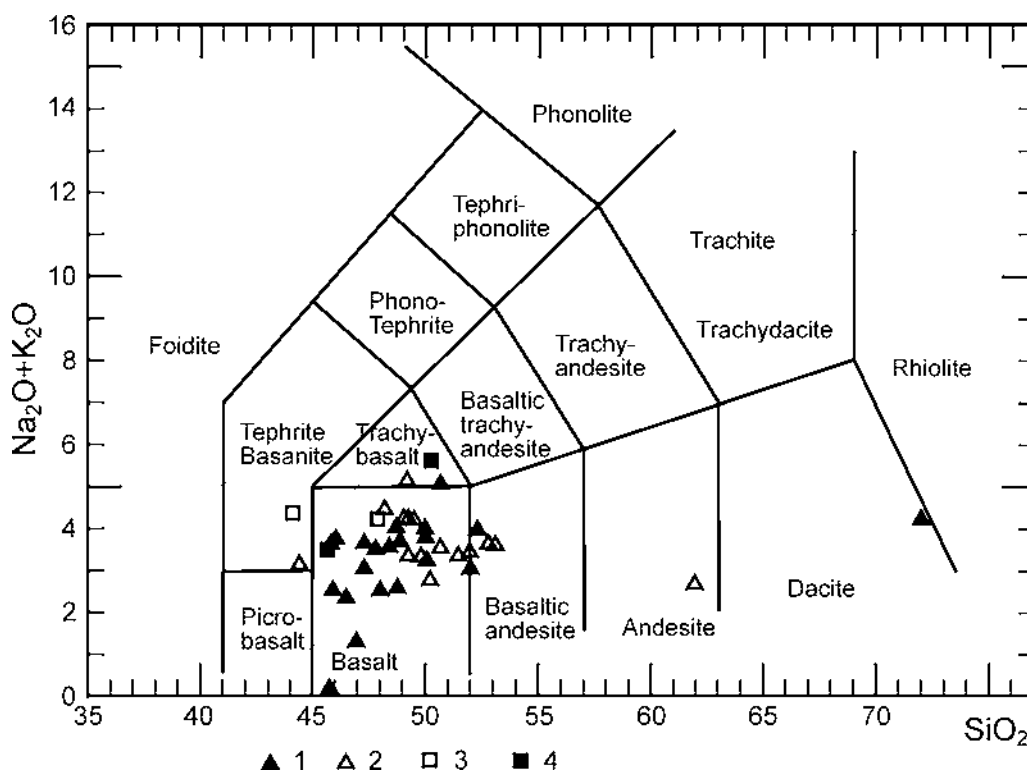 16
14
12
10
8
6
4
2
0
Na₂O+K₂O
Phonolite
Tephri-
phonolite
Trachite
Phono-
Tephrite
Foidite
Trachydacite
Trachy-
andesite
Rhiolite
Basaltic
trachy-
andesite
Tephrite
Basanite
Trachy-
basalt
Picro-
basalt
Basalt
Basaltic
andesite
Andesite
Dacite
35 40 45 50 55 60 65 70 SiO₂
1 2 3 4